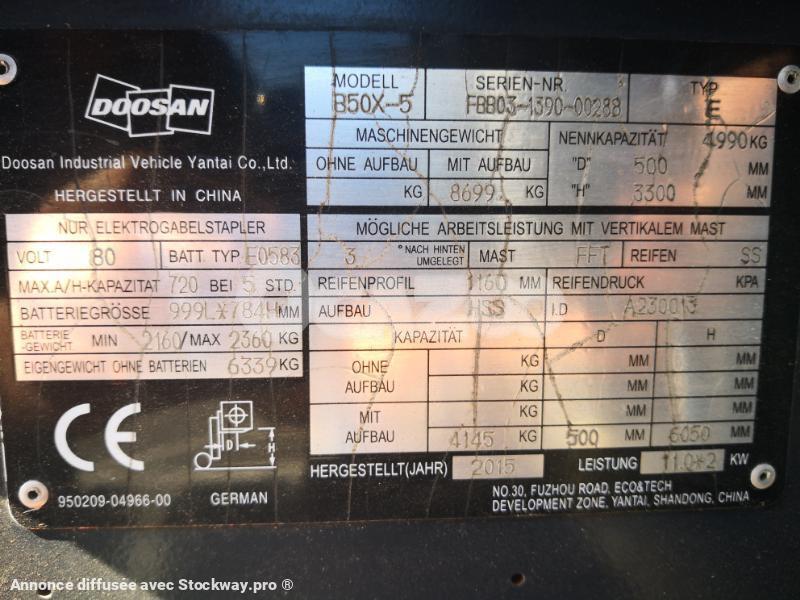 DOOSAN
Doosan Industrial Vehicle Yantai Co.,Ltd.
HERGESTELLT IN CHINA
MODELL B50X-5
SERIEN-NR. FBB03-1390-00288
TYP E
MASCHINENGEWICHT
OHNE AUFBAU MIT AUFBAU
KG 8699 KG
NENNKAPAZITÄT 4990 KG
"D" 500 MM
"H" 3300 MM
NUR ELEKTROGABELSTAPLER
VOLT 80 BATT. TYP E0583
MAX.A/H-KAPAZITAT 720 BEI 5 STD.
BATTERIEGRÖSSE 999L*784H MM
BATTERIE -GEWICHT MIN 2160/MAX 2360 KG
EIGENGEWICHT OHNE BATTERIEN 6339 KG
MÖGLICHE ARBEITSLEISTUNG MIT VERTIKALEM MAST
3 °NACH HINTEN UMGELEGT MAST FFT REIFEN SS
REIFENPROFIL 1160 MM REIFENDRUCK KPA
AUFBAU HSS I.D A230013
KAPAZITÄT D H
OHNE AUFBAU KG MM MM
KG MM MM
MIT AUFBAU KG MM MM
4145 KG 500 MM 6050 MM
HERGESTELLT(JAHR) 2015 LEISTUNG 11.0*2 KW
CE
D
H
950209-04966-00 GERMAN
NO.30, FUZHOU ROAD, ECO&TECH
DEVELOPMENT ZONE, YANTAI, SHANDONG, CHINA
Annonce diffusée avec Stockway.pro ®